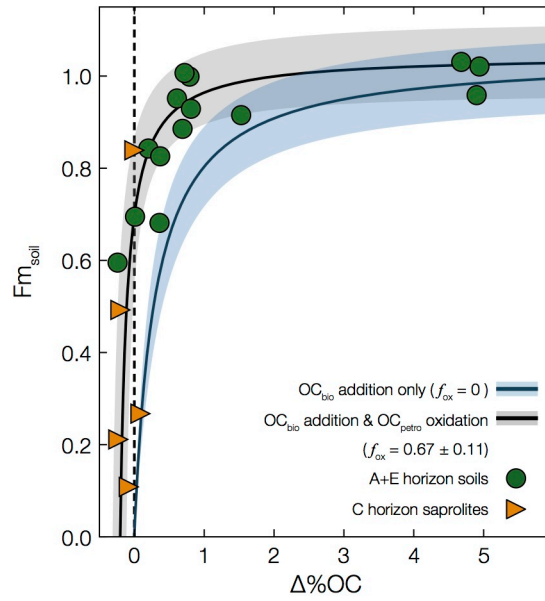 1.0
0.8
0.6
0.4
0.2
0.0
Fm_soil
OC_bio addition only (f_ox = 0)
OC_bio addition & OC_petro oxidation
(f_ox = 0.67 ± 0.11)
A+E horizon soils
C horizon saprolites
0 1 2 3 4 5
Δ%OC